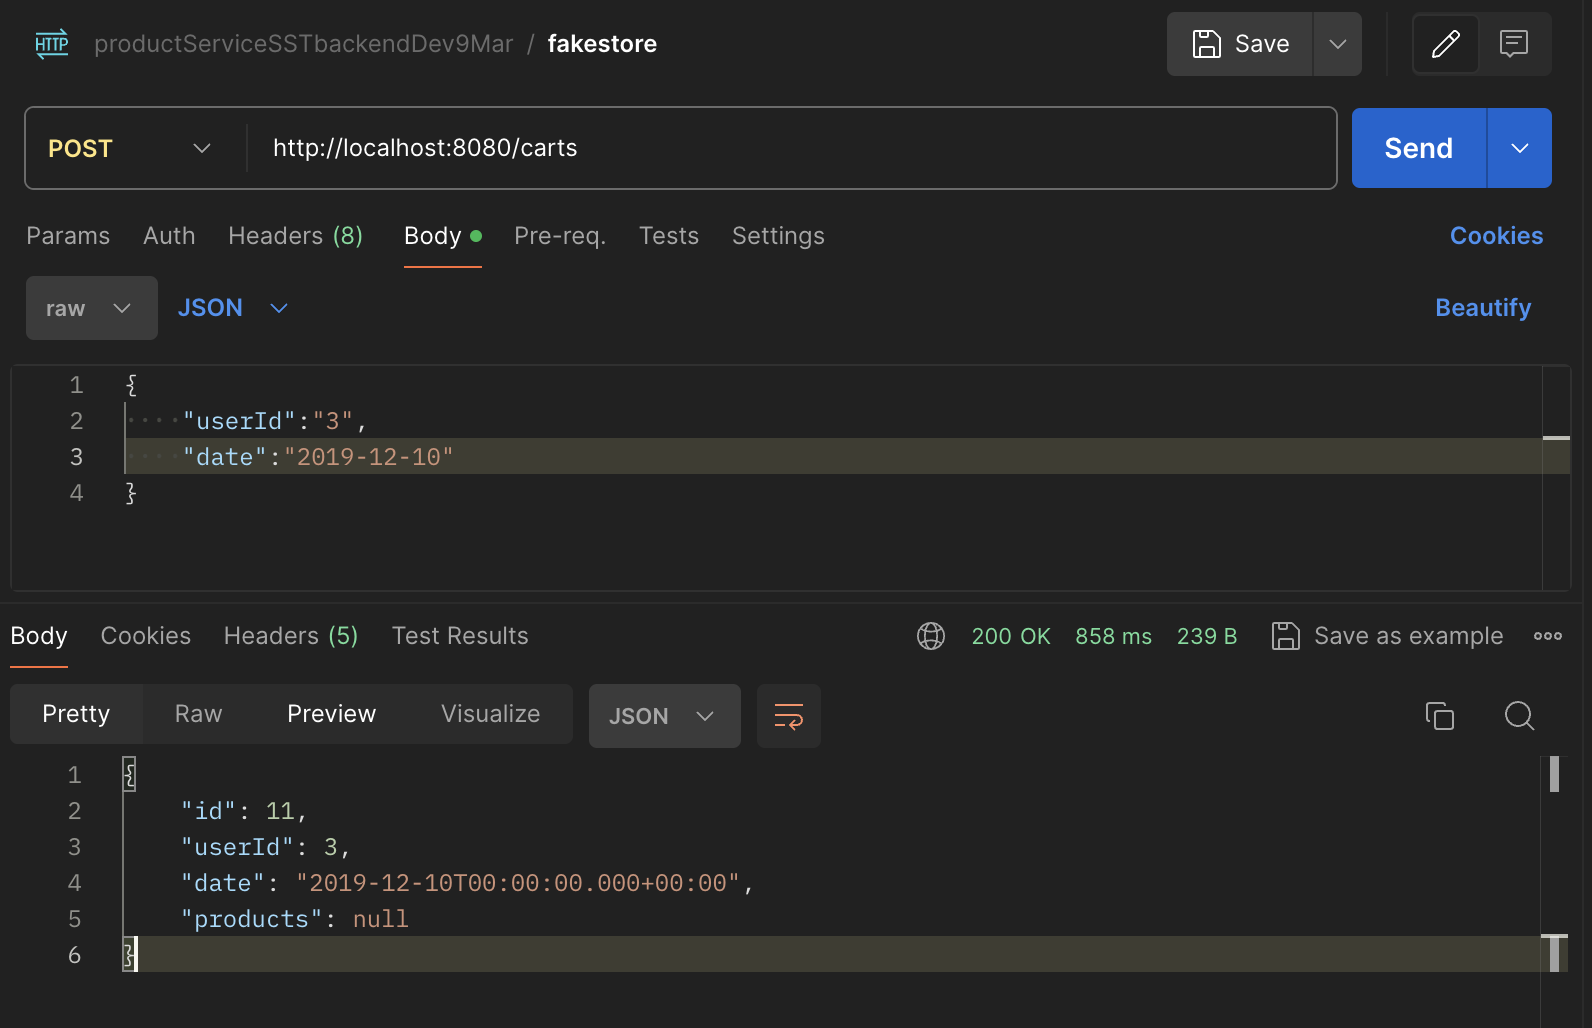 HTTP productServiceSSTbackendDev9Mar / fakestore Save
POST http://localhost:8080/carts Send
Params Auth Headers (8) Body Pre-req. Tests Settings Cookies
raw JSON Beautify
1 {
2 "userId":"3",
3 "date":"2019-12-10"
4 }
Body Cookies Headers (5) Test Results 200 OK 858 ms 239 B Save as example
Pretty Raw Preview Visualize JSON
1 {
2 "id": 11,
3 "userId": 3,
4 "date": "2019-12-10T00:00:00.000+00:00",
5 "products": null
6 }